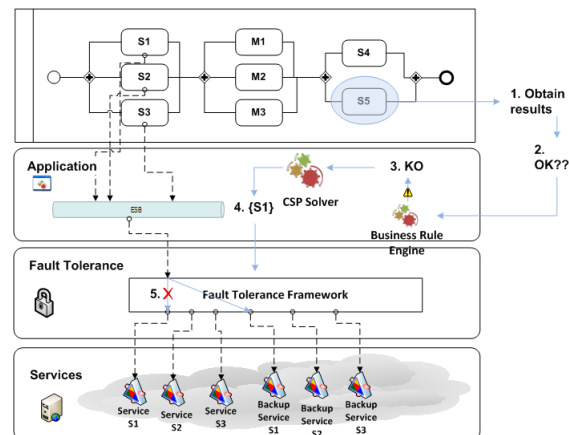 S1
M1
S2
M2
S3
M3
S4
S5
1. Obtain
results
2.
OK??
Application
ESB
4. {S1}
CSP Solver
3. KO
Business Rule
Engine
Fault Tolerance
5. X
Fault Tolerance Framework
Services
Service
S1
Service
S2
Service
S3
Backup
Service
S1
Backup
Service
S2
Backup
Service
S3